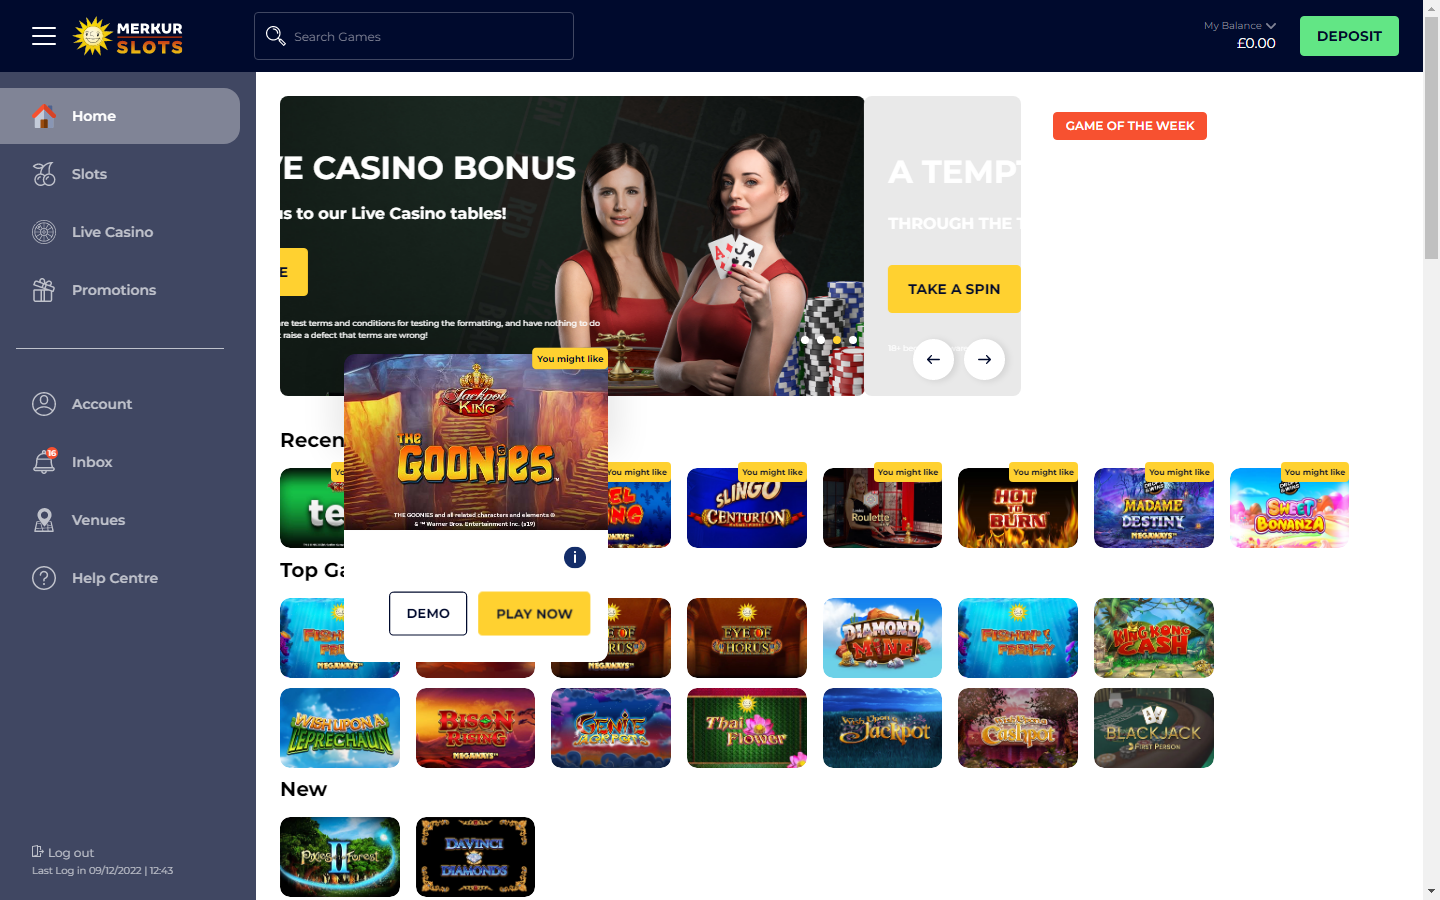 MERKUR
SLOTS
Search Games
My Balance
£0.00
DEPOSIT
Home
Slots
Live Casino
Promotions
Account
16
Inbox
Venues
Help Centre
Log out
Last Log in 09/12/2022 | 12:43
E CASINO BONUS
us to our Live Casino tables!
E
re test terms and conditions for testing the formatting, and have nothing to do
raise a defect that terms are wrong!
A J
A TEMPT
THROUGH THE T
TAKE A SPIN
GAME OF THE WEEK
You might like
Jackpot
KING
THE
GOONIES
THE GOONIES and all related characters and elements ©
& ™ Warner Bros. Entertainment Inc. (s19)
i
DEMO
PLAY NOW
Recen
te
You might like
You might like
SLINGO
CENTURION
You might like
Roulette
You might like
HOT
TO
BURN
You might like
MADAME
DESTINY
MEGAWAYS
You might like
SWEET
BONANZA
Top Ga
MEGAWAYS
EYE OF
HORUS
DIAMOND
MINE
FISHIN'
FRENZY
KING KONG
CASH
WISH UPON A
LEPRECHAUN
BISON
RISING
MEGAWAYS
GENIE
JACKPOTS
Thai
Flower
Wish Upon a
Jackpot
Cashpot
BLACKJACK
FIRST PERSON
New
Pixies of the Forest
II
DAVINCI
DIAMONDS